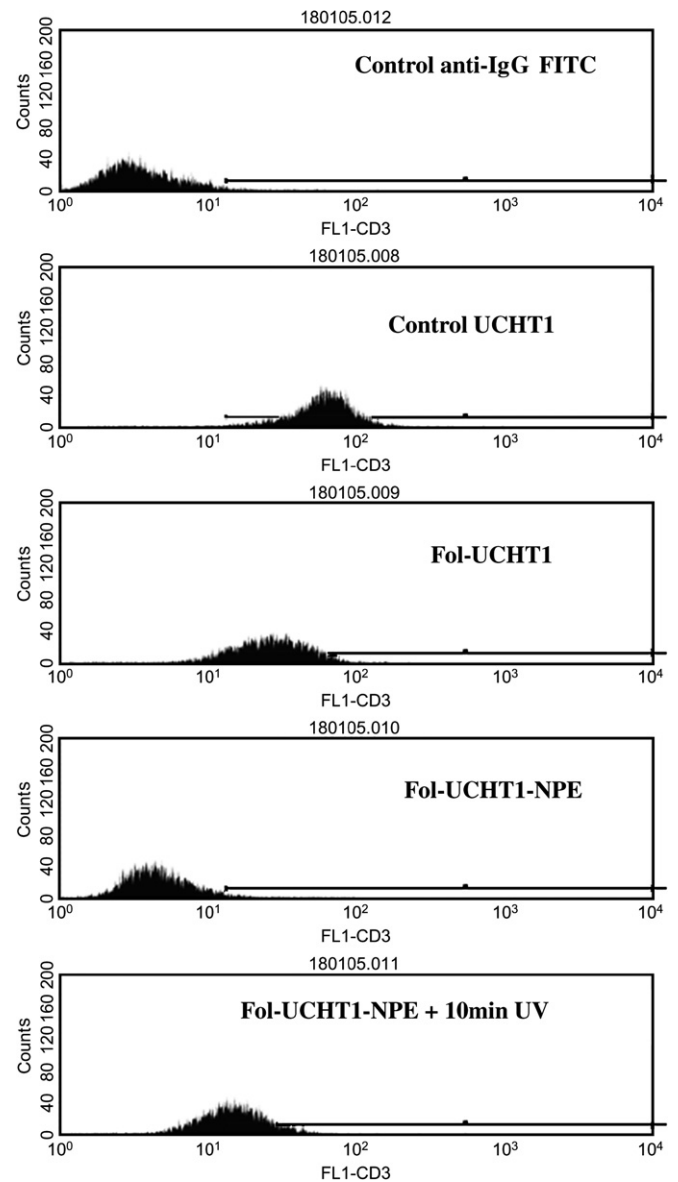 180105.012
Control anti-IgG FITC
Counts
200
160
120
80
40
0
10⁰ 10¹ 10² 10³ 10⁴
FL1-CD3
180105.008
Control UCHT1
Counts
200
160
120
80
40
0
10⁰ 10¹ 10² 10³ 10⁴
FL1-CD3
180105.009
Fol-UCHT1
Counts
200
160
120
80
40
0
10⁰ 10¹ 10² 10³ 10⁴
FL1-CD3
180105.010
Fol-UCHT1-NPE
Counts
200
160
120
80
40
0
10⁰ 10¹ 10² 10³ 10⁴
FL1-CD3
180105.011
Fol-UCHT1-NPE + 10min UV
Counts
200
160
120
80
40
0
10⁰ 10¹ 10² 10³ 10⁴
FL1-CD3